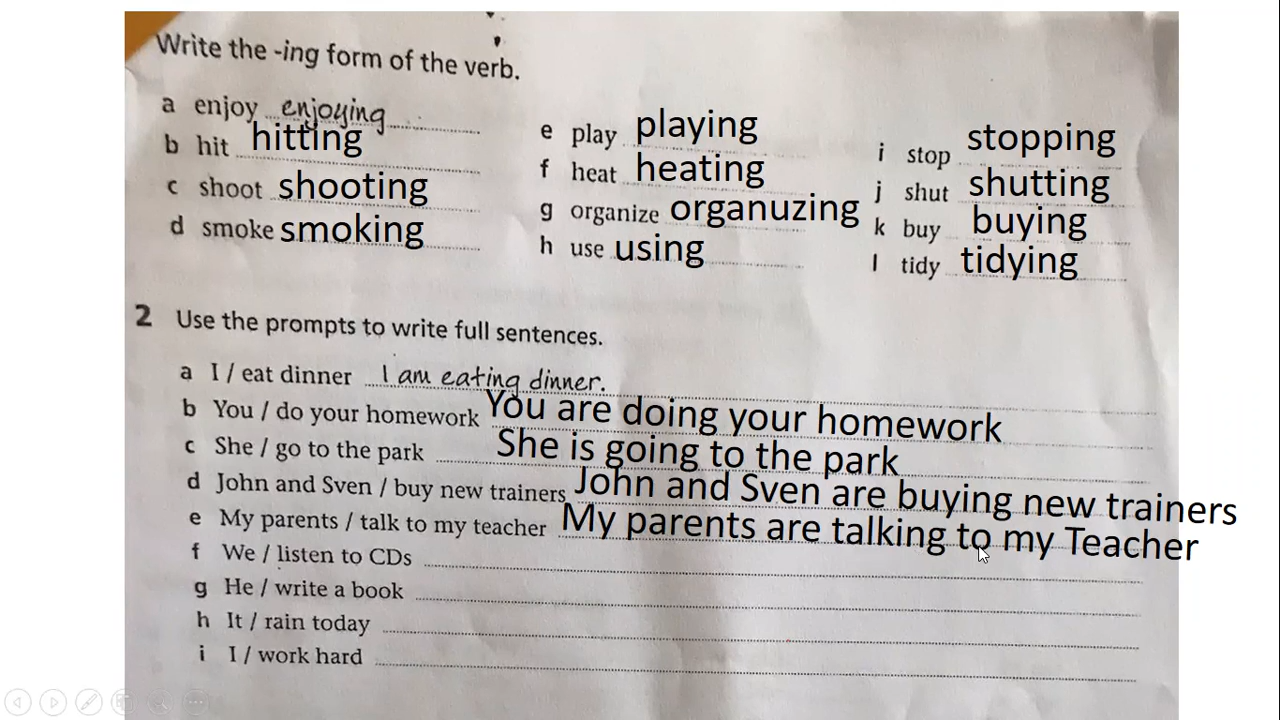 Write the -ing form of the verb.
a enjoy enjoying
b hit hitting
c shoot shooting
d smoke smoking
e play playing
f heat heating
g organize organuzing
h use using
i stop stopping
j shut shutting
k buy buying
l tidy tidying
2 Use the prompts to write full sentences.
a I / eat dinner I am eating dinner.
b You / do your homework You are doing your homework
c She / go to the park She is going to the park
d John and Sven / buy new trainers John and Sven are buying new trainers
e My parents / talk to my teacher My parents are talking to my Teacher
f We / listen to CDs
g He / write a book
h It / rain today
i I / work hard